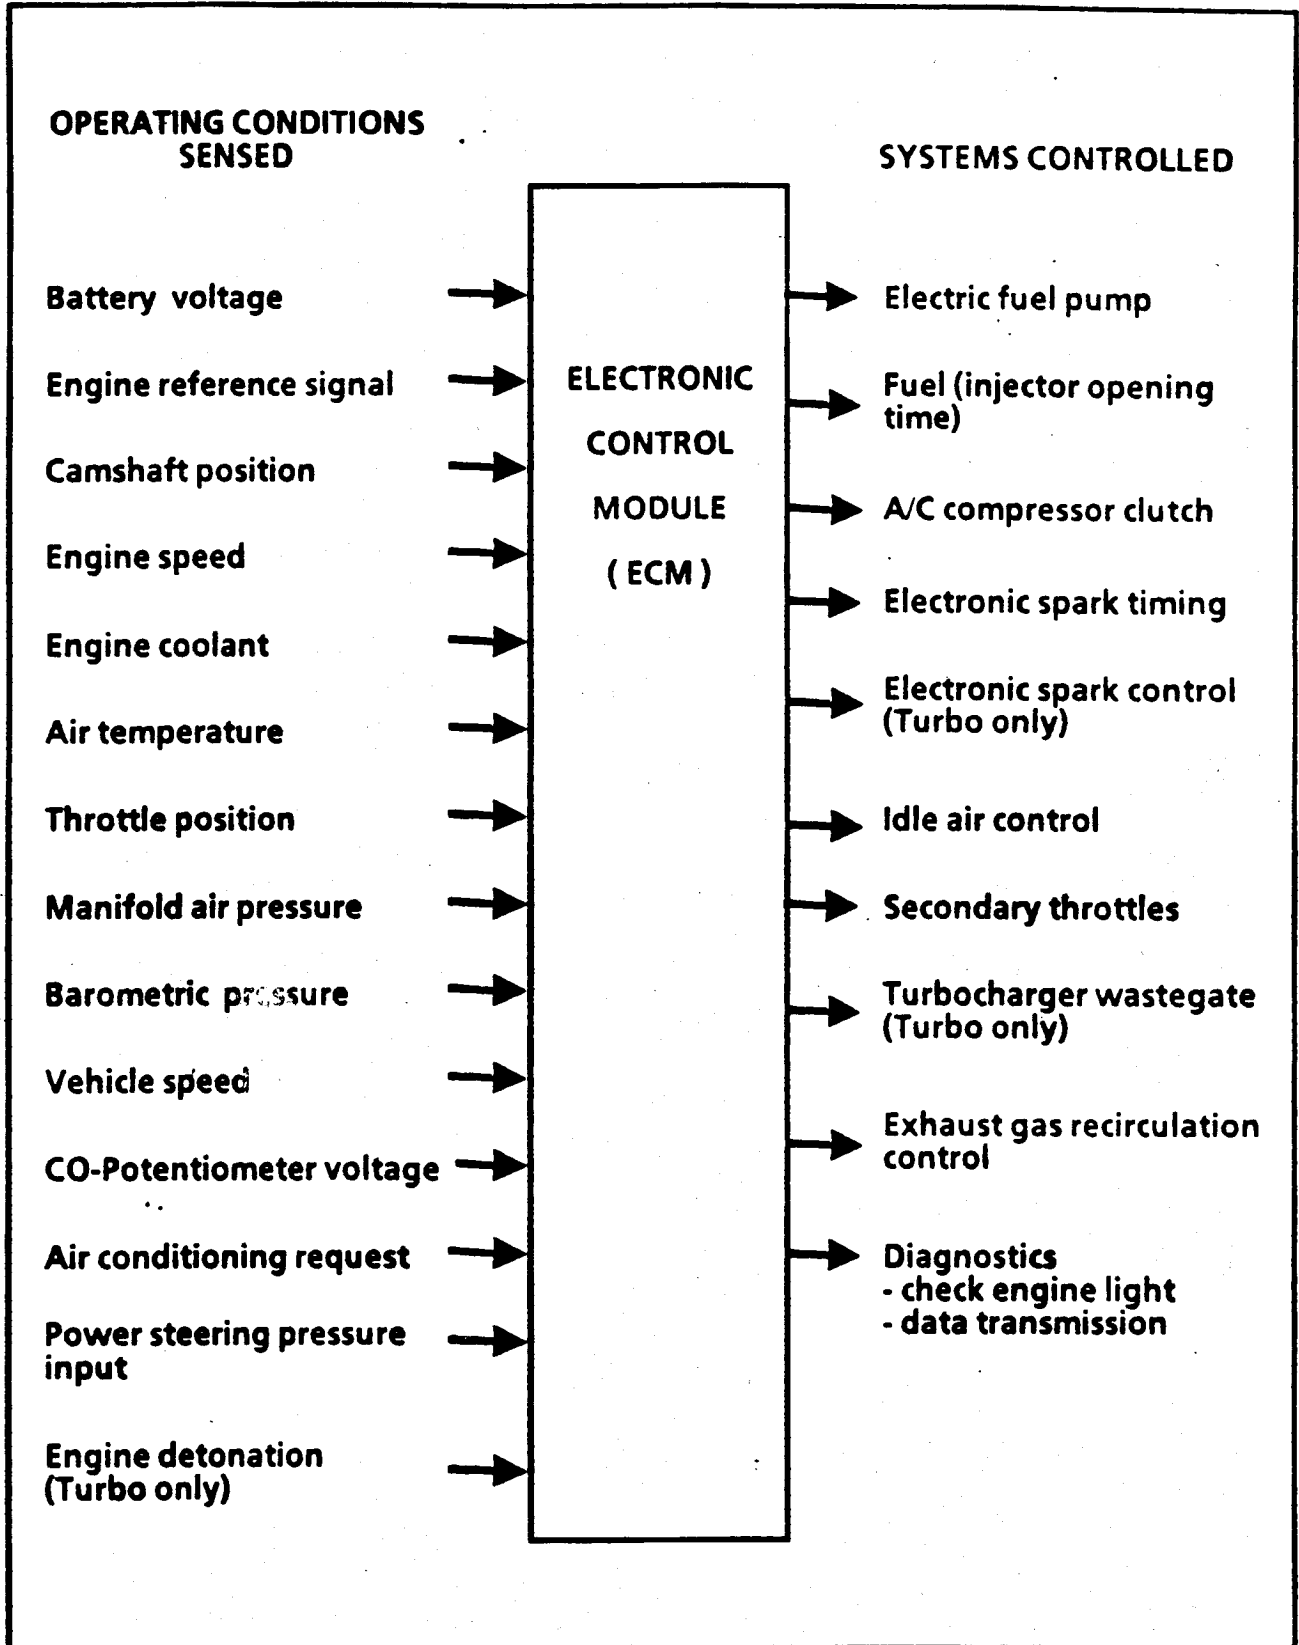 OPERATING CONDITIONS
SENSED
SYSTEMS CONTROLLED
Battery voltage
Engine reference signal
Camshaft position
Engine speed
Engine coolant
Air temperature
Throttle position
Manifold air pressure
Barometric pressure
Vehicle speed
CO-Potentiometer voltage
Air conditioning request
Power steering pressure
input
Engine detonation
(Turbo only)
ELECTRONIC
CONTROL
MODULE
( ECM )
Electric fuel pump
Fuel (injector opening
time)
A/C compressor clutch
Electronic spark timing
Electronic spark control
(Turbo only)
Idle air control
Secondary throttles
Turbocharger wastegate
(Turbo only)
Exhaust gas recirculation
control
Diagnostics
- check engine light
- data transmission